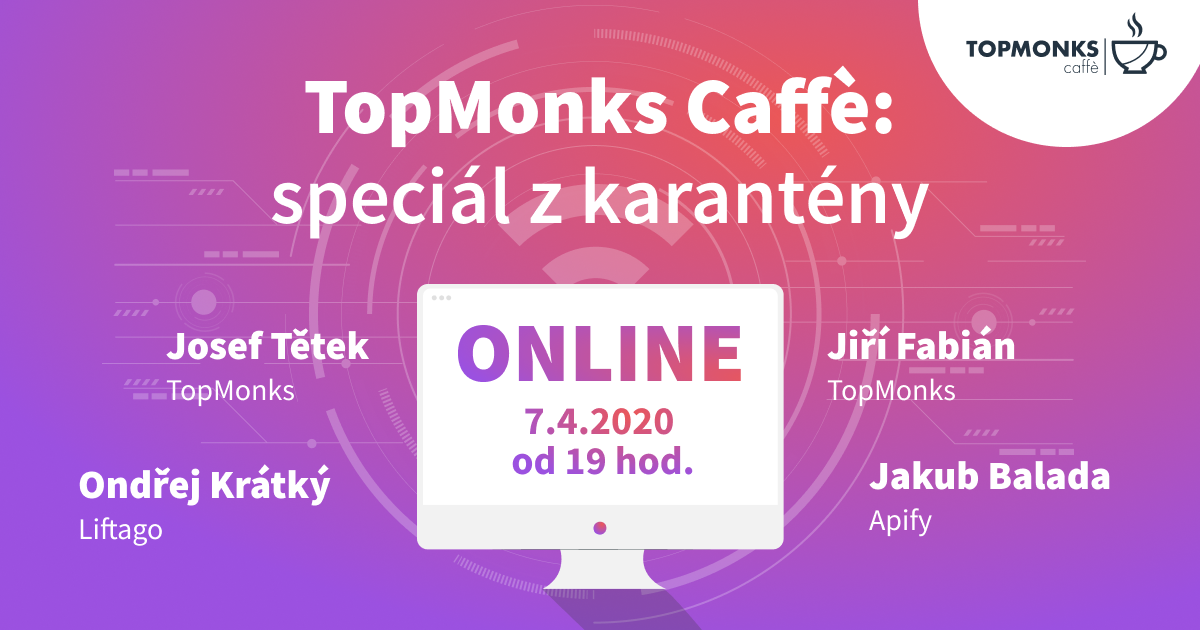 TOPMONKS
caffè
TopMonks Caffè:
speciál z karantény
ONLINE
7.4.2020
od 19 hod.
Josef Tětek
TopMonks
Ondřej Krátký
Liftago
Jiří Fabián
TopMonks
Jakub Balada
Apify